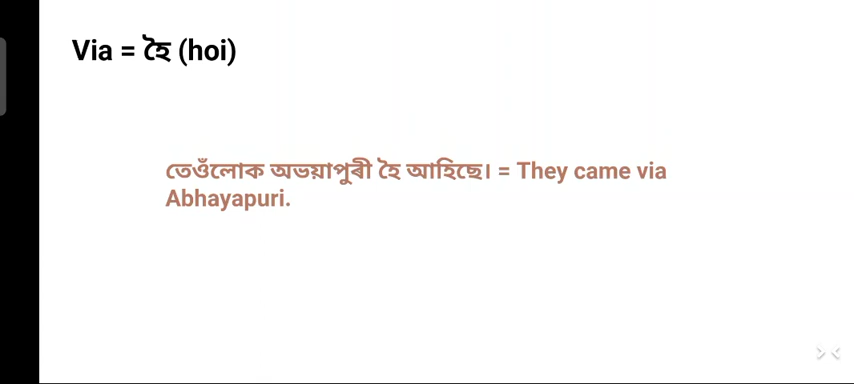 Via = হৈ (hoi)
তেওঁলোক অভয়াপুৰী হৈ আহিছে। = They came via
Abhayapuri.